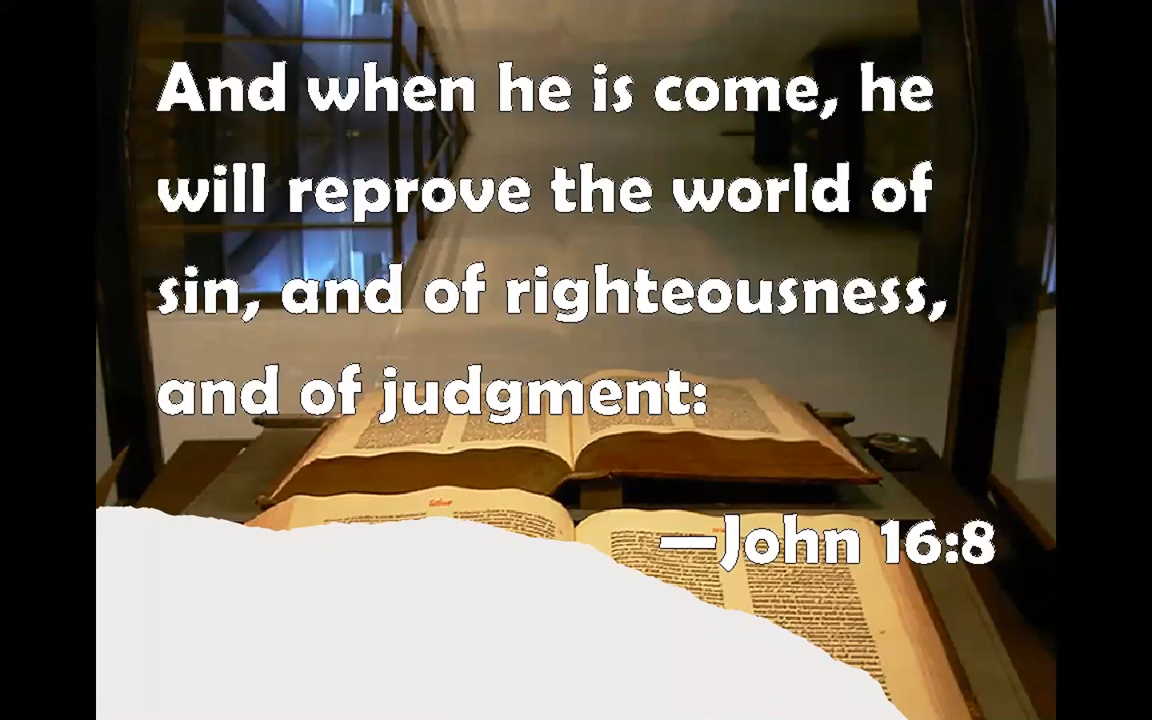 And when he is come, he
will reprove the world of
sin, and of righteousness,
and of judgment:
—John 16:8